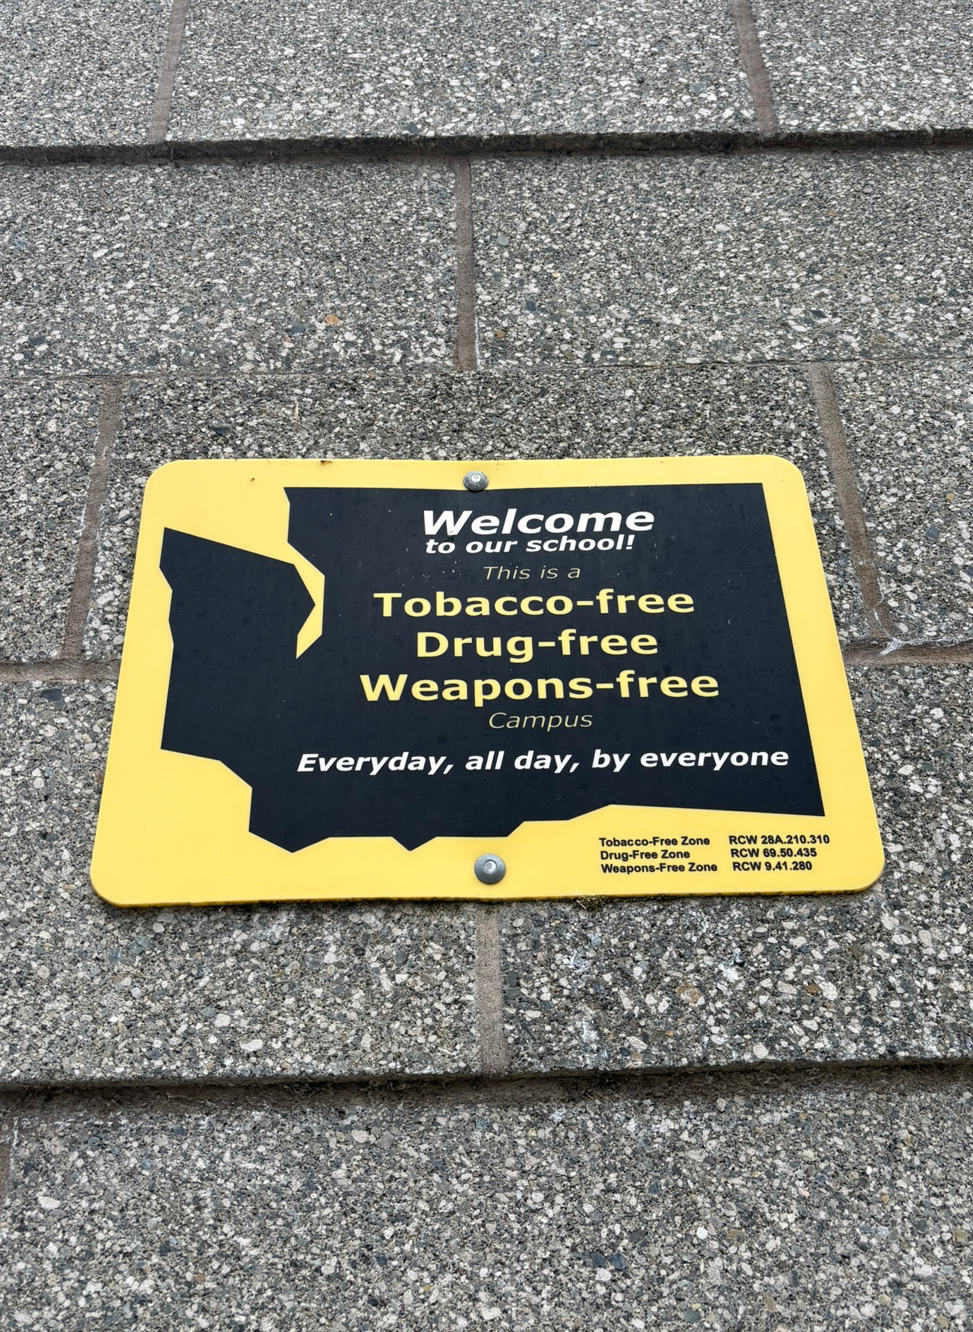 Welcome
to our school!
This is a
Tobacco-free
Drug-free
Weapons-free
Campus
Everyday, all day, by everyone
Tobacco-Free Zone RCW 28A.210.310
Drug-Free Zone RCW 69.50.435
Weapons-Free Zone RCW 9.41.280